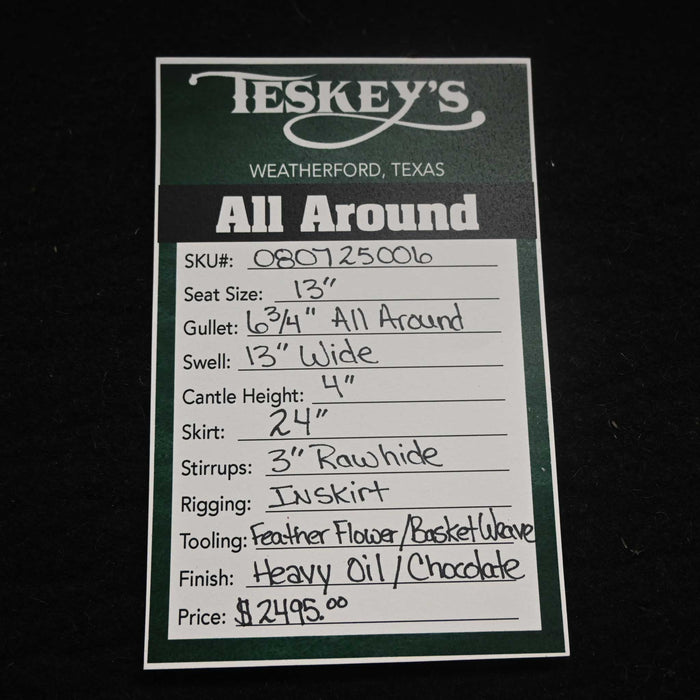 TESKEY'S
WEATHERFORD, TEXAS
All Around
SKU#: 080725006
Seat Size: 13"
Gullet: 6 3/4" All Around
Swell: 13" Wide
Cantle Height: 4"
Skirt: 24"
Stirrups: 3" Rawhide
Rigging: Inskirt
Tooling: Feather Flower/Basket Weave
Finish: Heavy Oil/Chocolate
Price: $2495.00